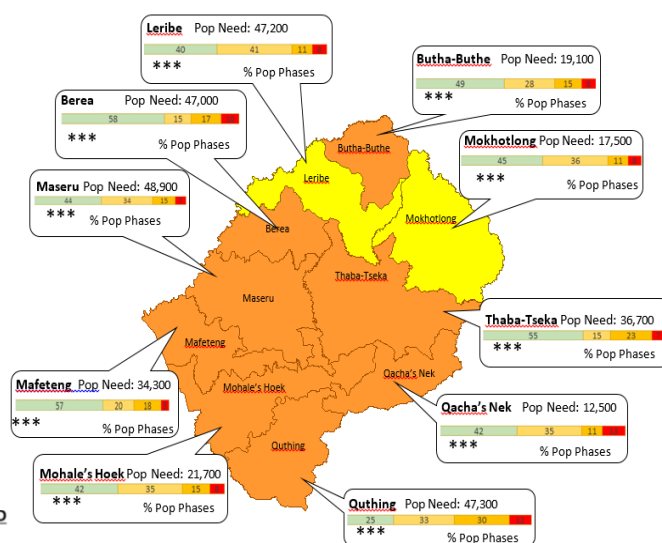 Leribe Pop Need: 47,200
40 41 11
***
% Pop Phases
Butha-Buthe Pop Need: 19,100
49 28 15
***
% Pop Phases
Berea Pop Need: 47,000
58 15 17
***
% Pop Phases
Mokhotlong Pop Need: 17,500
45 36 11
***
% Pop Phases
Maseru Pop Need: 48,900
44 34 15
***
% Pop Phases
Butha-Buthe
Leribe
Mokhotlong
Berea
Thaba-Tseka
Maseru
Mafeteng
Mohale's Hoek
Qacha's Nek
Quthing
Thaba-Tseka Pop Need: 36,700
55 15 23
***
% Pop Phases
Mafeteng Pop Need: 34,300
57 20 18
***
% Pop Phases
Qacha's Nek Pop Need: 12,500
42 35 11
***
% Pop Phases
Mohale's Hoek Pop Need: 21,700
42 35 15
***
% Pop Phases
Quthing Pop Need: 47,300
25 33 30
***
% Pop Phases